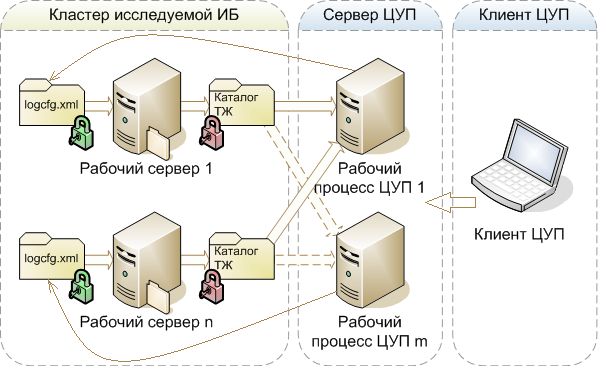 Кластер исследуемой ИБ
Сервер ЦУП
Клиент ЦУП
logcfg.xml
Каталог
ТЖ
Рабочий сервер 1
Рабочий
процесс ЦУП 1
Клиент ЦУП
logcfg.xml
Каталог
ТЖ
Рабочий сервер n
Рабочий
процесс ЦУП m